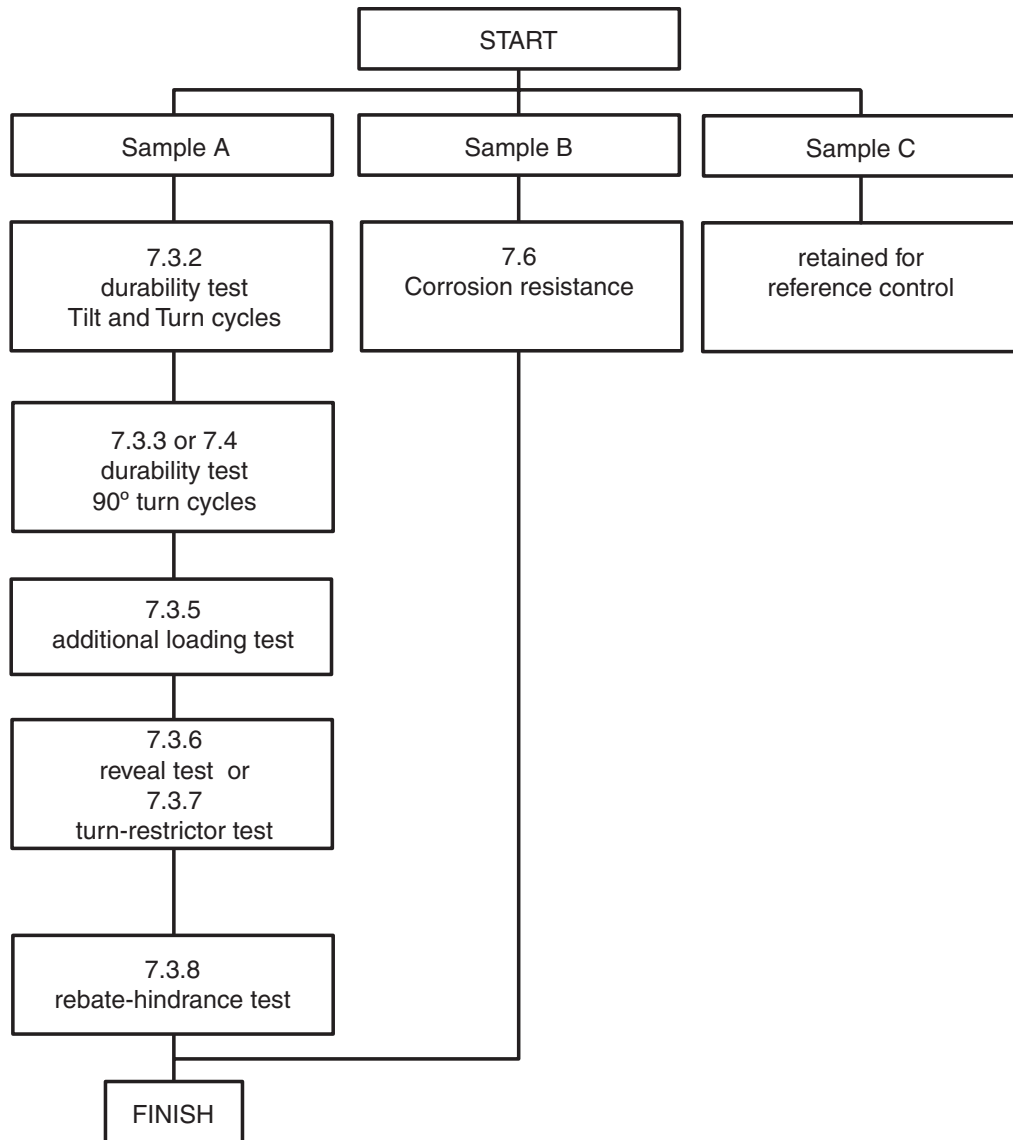 START
Sample A
Sample B
Sample C
7.3.2
durability test
Tilt and Turn cycles
7.6
Corrosion resistance
retained for
reference control
7.3.3 or 7.4
durability test
90º turn cycles
7.3.5
additional loading test
7.3.6
reveal test or
7.3.7
turn-restrictor test
7.3.8
rebate-hindrance test
FINISH